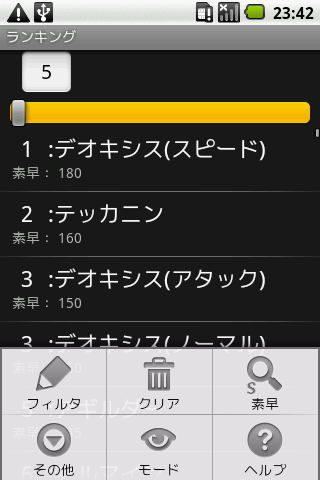 23:42
ランキング
5
1 :デオキシス(スピード)
素早： 180
2 :テッカニン
素早： 160
3 :デオキシス(アタック)
素早： 150
3 :デオキシス(ノーマル)
フィルタ
クリア
S
素早
その他
モード
ヘルプ